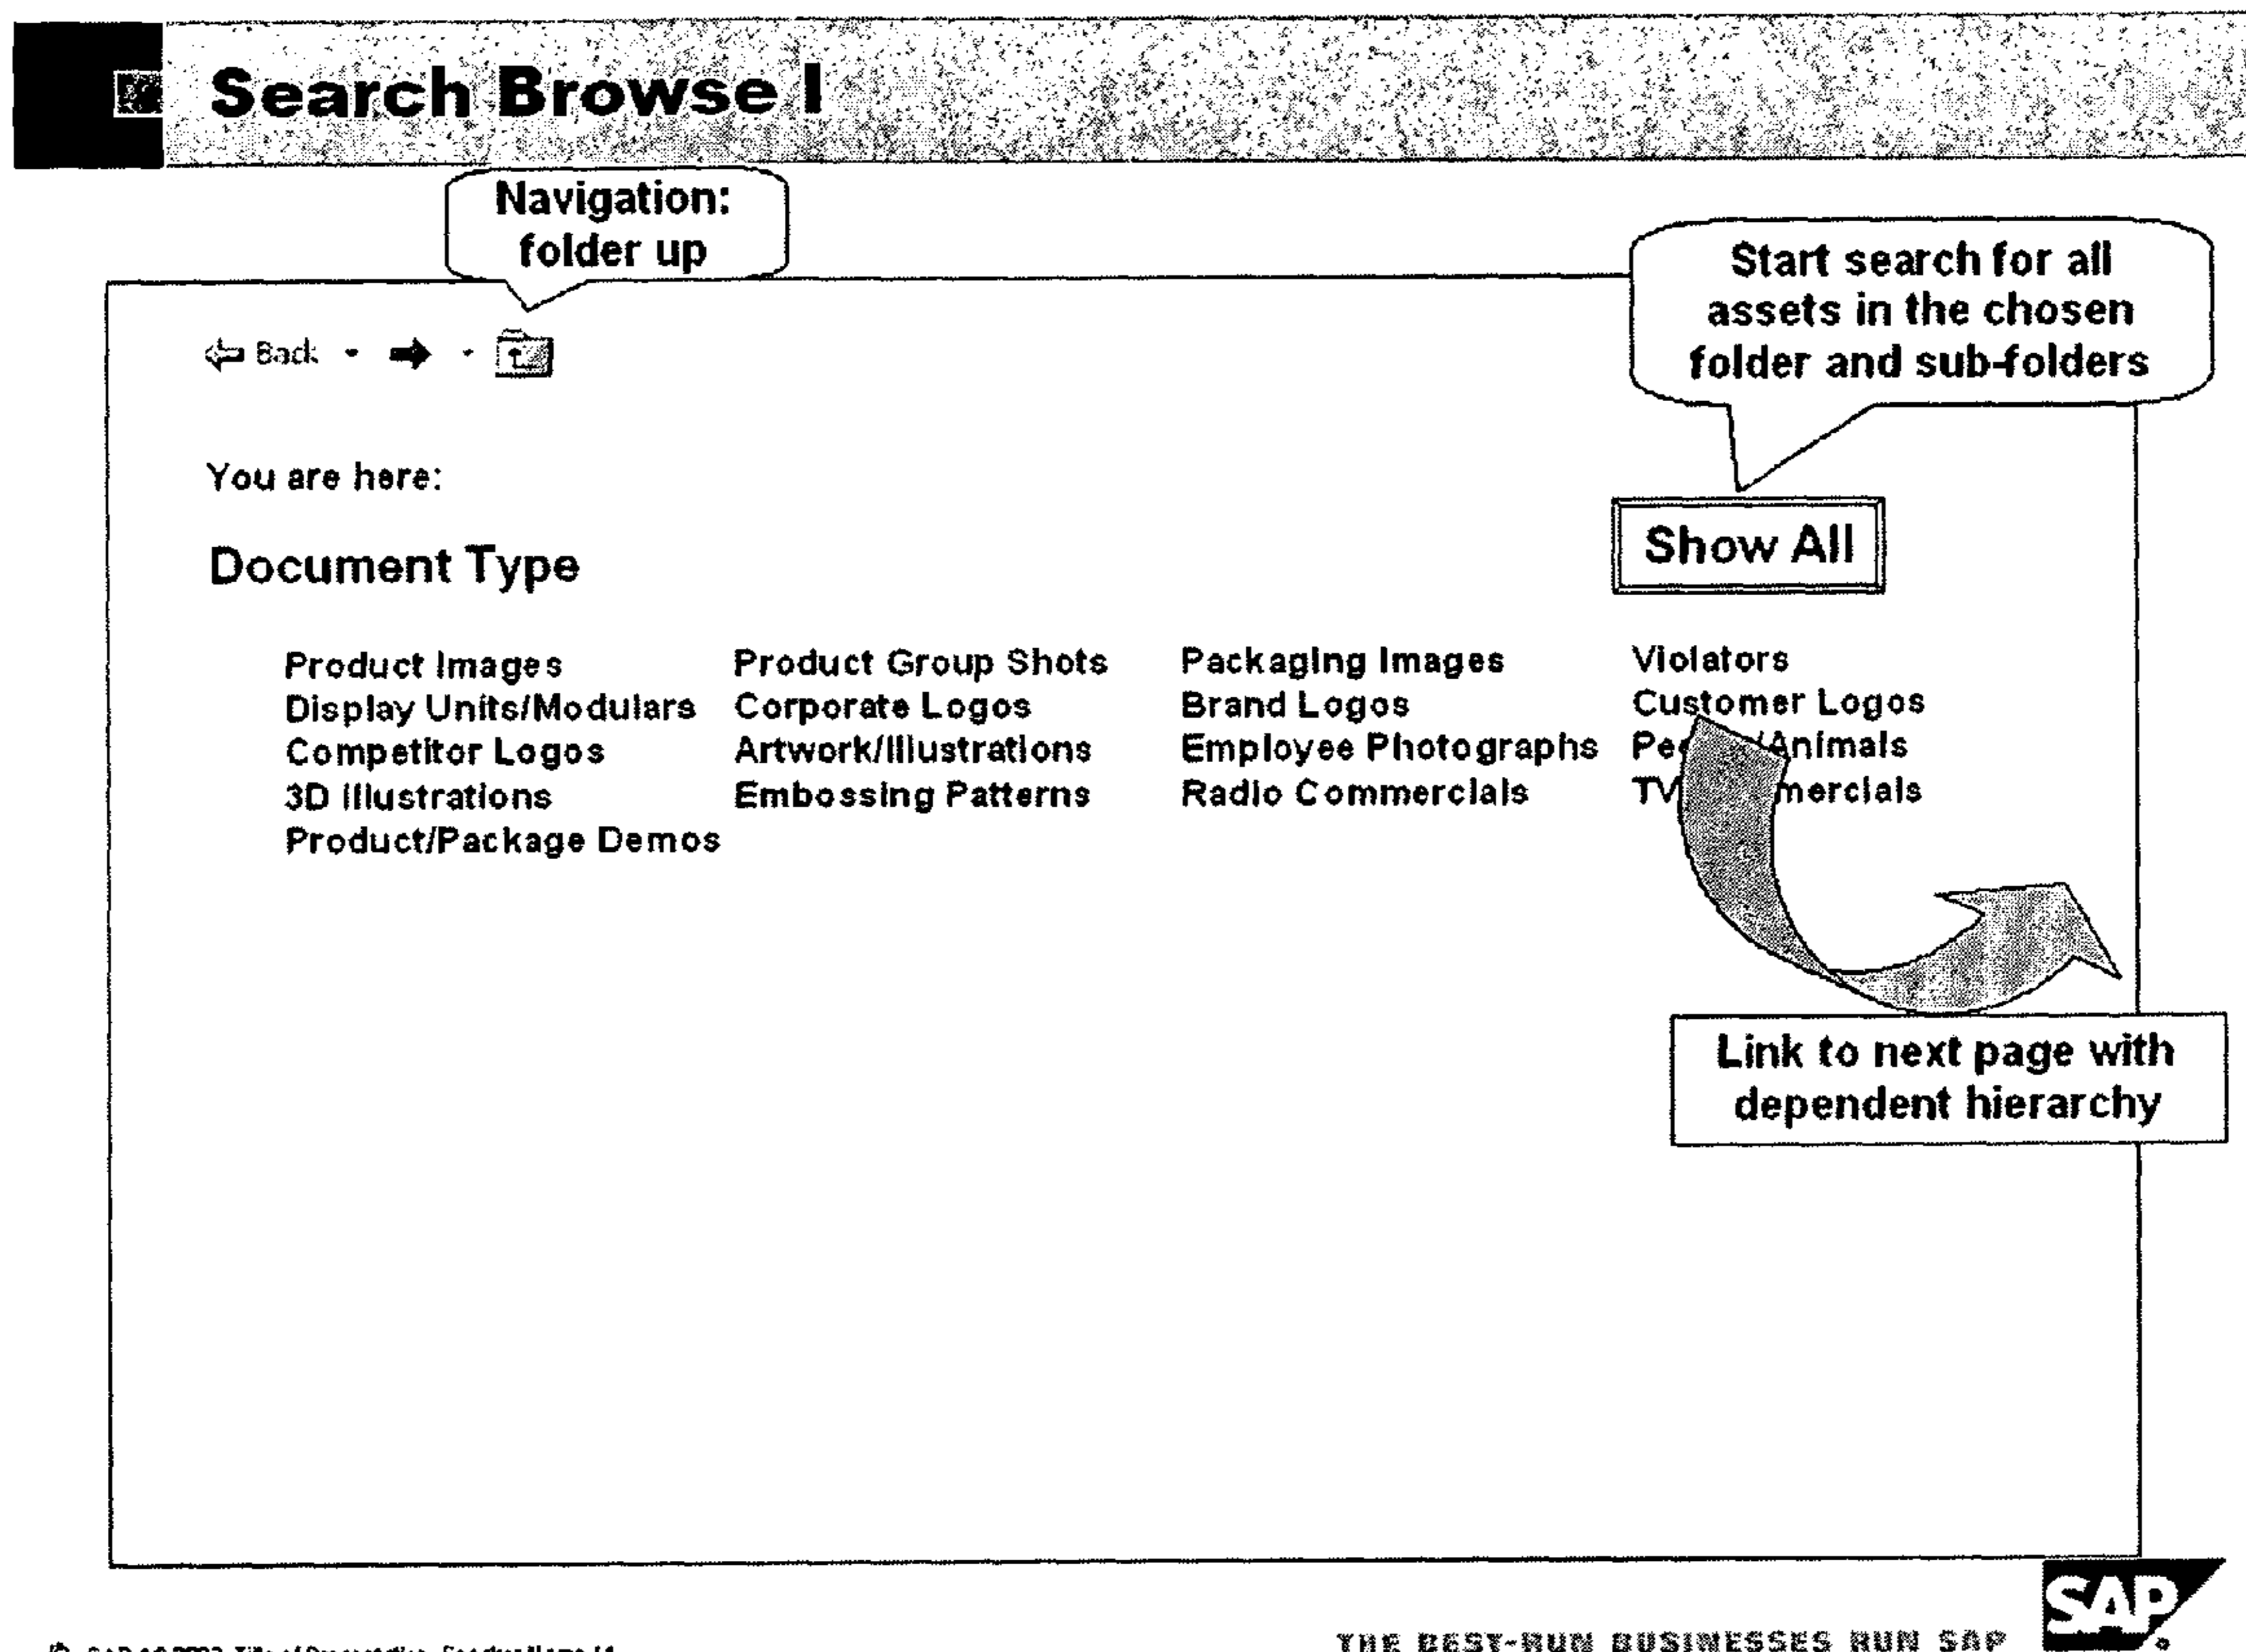 Search Browse I
Navigation:
folder up
Start search for all
assets in the chosen
folder and sub-folders
Back
You are here:
Show All
Document Type
Product Images Product Group Shots Packaging Images Violators
Display Units/Modulars Corporate Logos Brand Logos Customer Logos
Competitor Logos Artwork/Illustrations Employee Photographs /Animals
3D Illustrations Embossing Patterns Radio Commercials TV
Product/Package Demos
Link to next page with
dependent hierarchy
SAP
THE BEST-RUN BUSINESSES RUN SAP